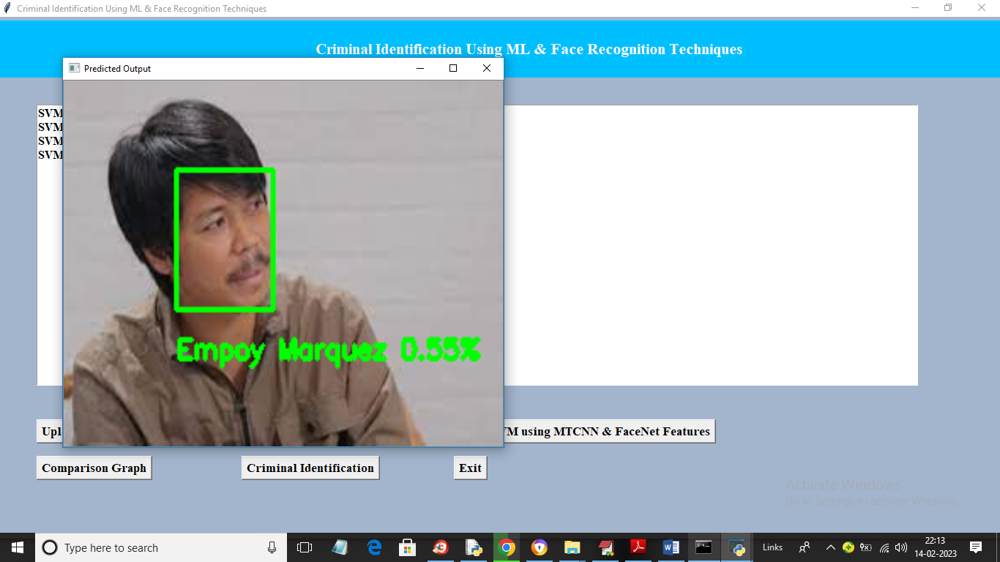 Criminal Identification Using ML & Face Recognition Techniques
Criminal Identification Using ML & Face Recognition Techniques
Predicted Output
SVM
SVM
SVM
SVM
Empoy Marquez 0.55%
Upl
VM using MTCNN & FaceNet Features
Comparison Graph
Criminal Identification
Exit
Activate Windows
Go to Settings to activate Windows.
Type here to search
Links
22:13
14-02-2023